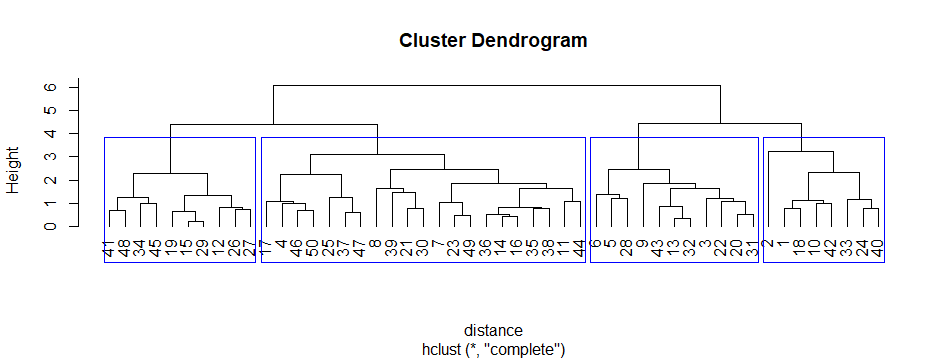 Cluster Dendrogram
Height
6
5
4
3
2
1
0
41 48 34 45 19 15 29 12 26 27 17 4 46 50 25 37 47 8 39 21 30 7 23 49 36 14 16 35 38 11 44 6 5 28 9 43 13 32 3 22 20 31 2 1 18 10 42 33 24 40
distance
hclust (*, "complete")